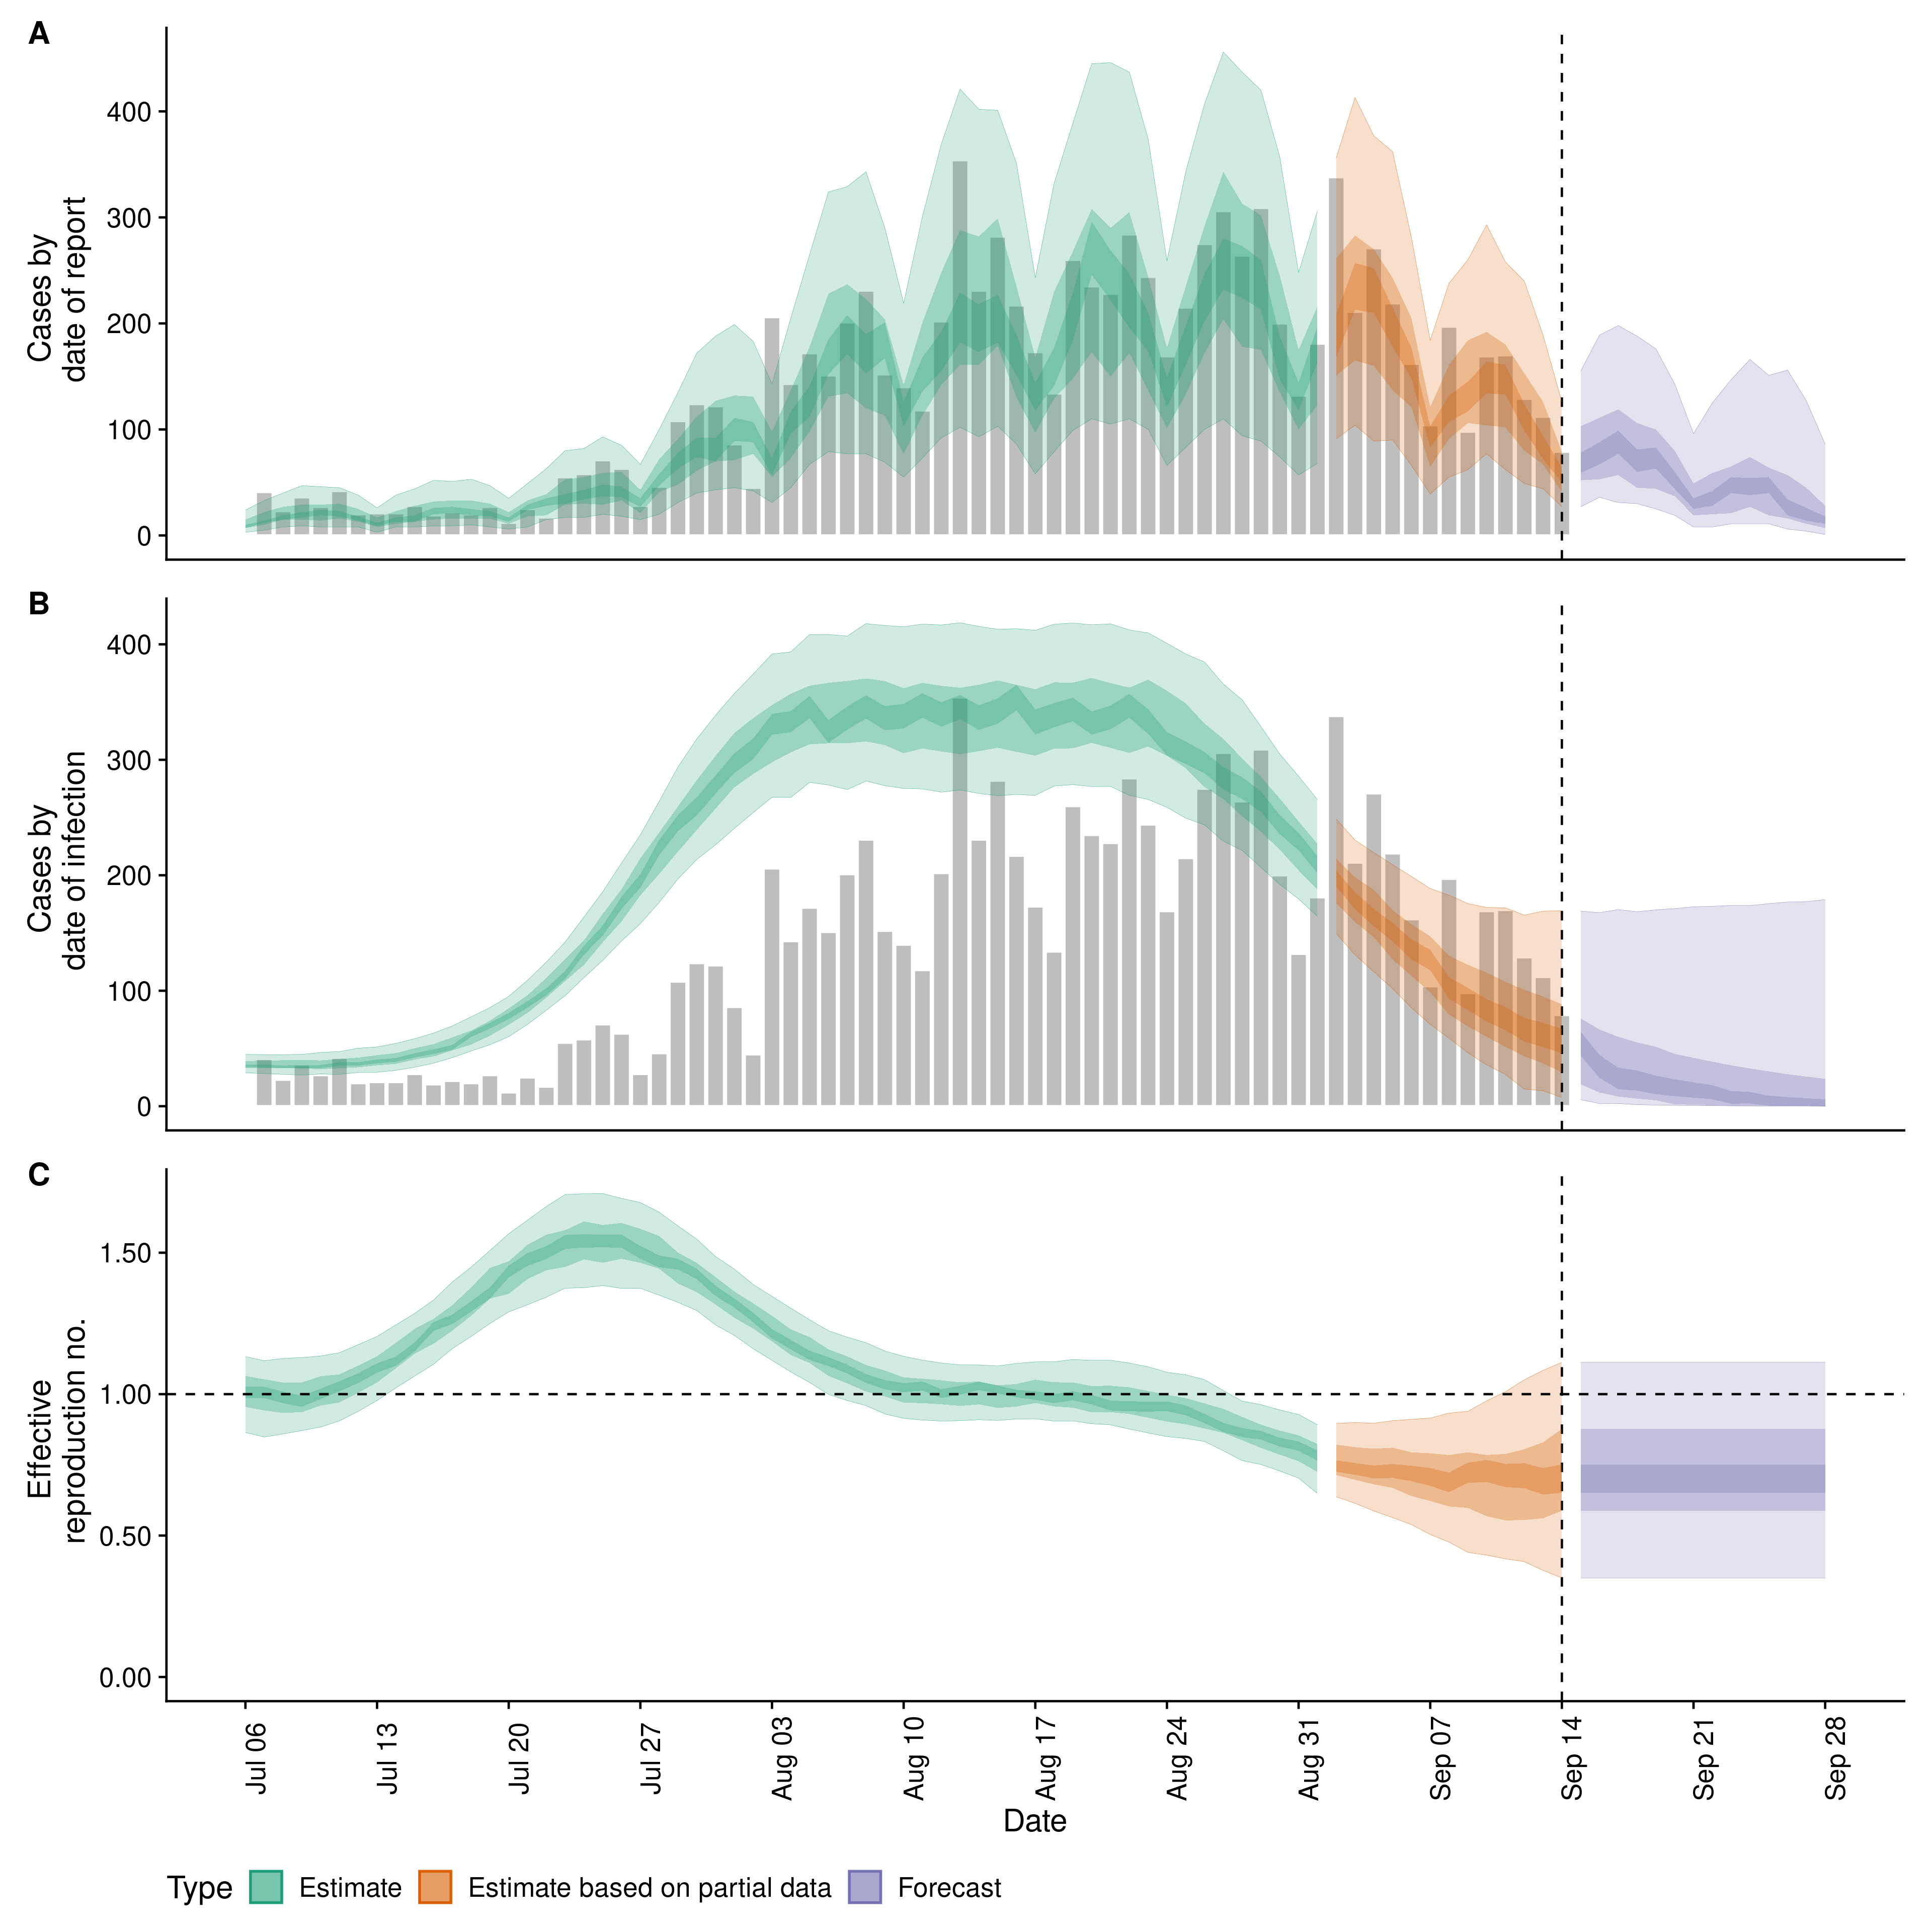 A
Cases by
date of report
400
300
200
100
0
B
Cases by
date of infection
400
300
200
100
0
C
Effective
reproduction no.
1.50
1.00
0.50
0.00
Jul 06
Jul 13
Jul 20
Jul 27
Aug 03
Aug 10
Aug 17
Aug 24
Aug 31
Sep 07
Sep 14
Sep 21
Sep 28
Date
Type Estimate Estimate based on partial data Forecast